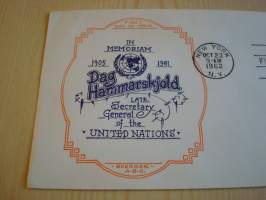 IN
MEMORIAM
1905 1961
Dag
Hammarskjold
LATE
Secretary
General of the
UNITED NATIONS
NEW YORK
OCT 23
1962
N.Y.